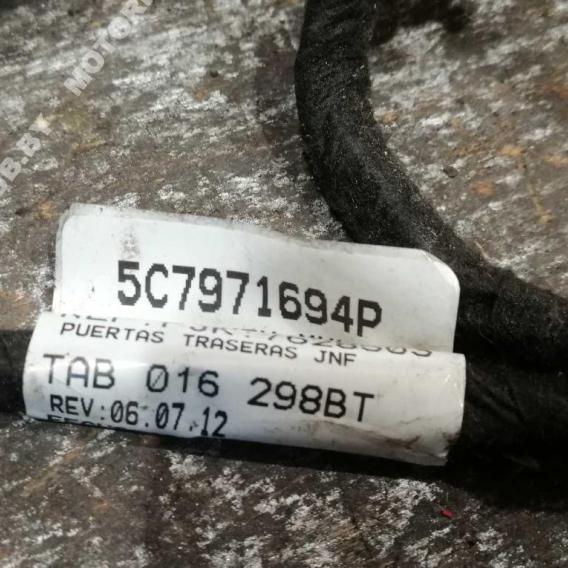 5C7971694P
PUERTAS TRASERAS JNF
TAB 016 298BT
REV:06.07.12